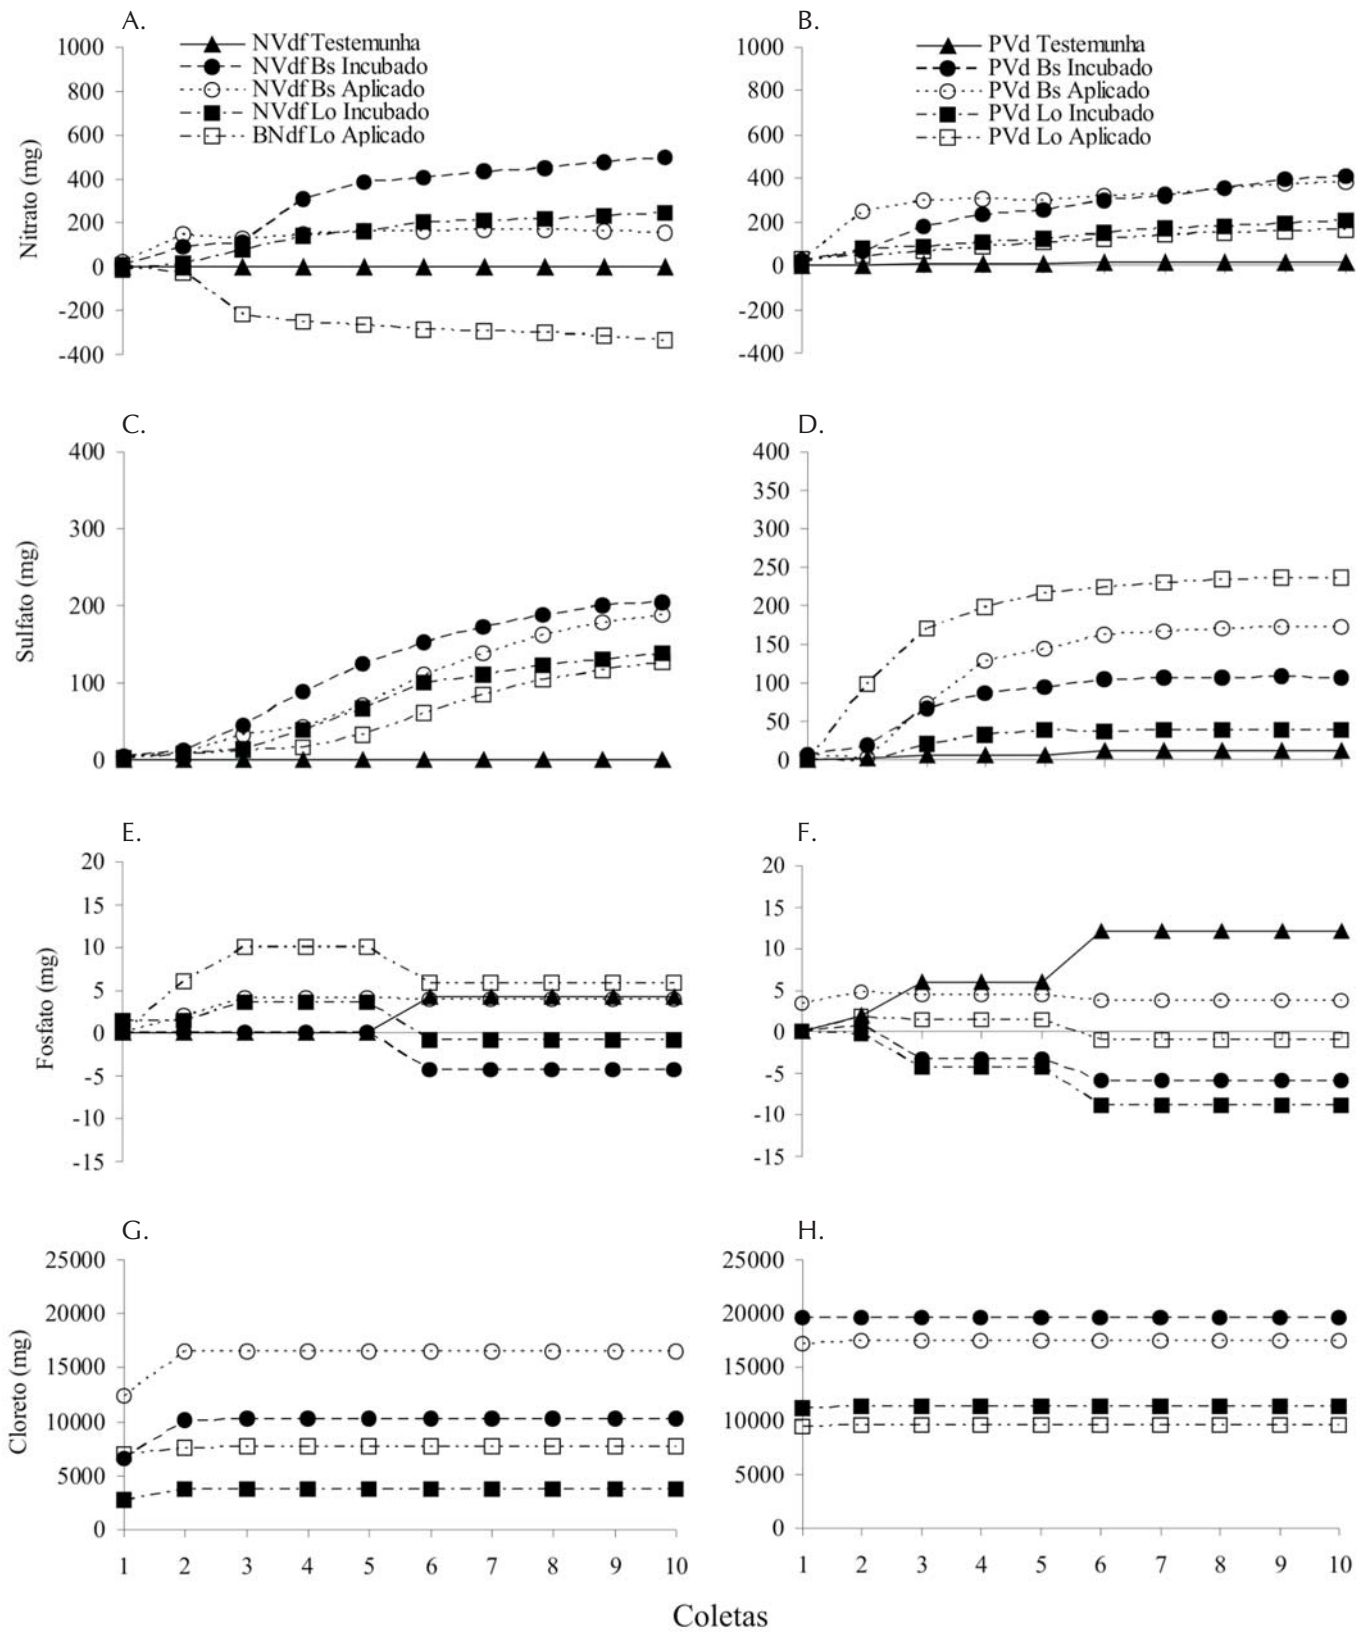 A.
NVdf Testemunha
NVdf Bs Incubado
NVdf Bs Aplicado
NVdf Lo Incubado
BNdf Lo Aplicado
Nitrato (mg)
1000
800
600
400
200
0
-200
-400
B.
PVd Testemunha
PVd Bs Incubado
PVd Bs Aplicado
PVd Lo Incubado
PVd Lo Aplicado
1000
800
600
400
200
0
-200
-400
C.
Sulfato (mg)
400
300
200
100
0
D.
400
350
300
250
200
150
100
50
0
E.
Fosfato (mg)
20
15
10
5
0
-5
-10
-15
F.
20
15
10
5
0
-5
-10
-15
G.
Cloreto (mg)
25000
20000
15000
10000
5000
0
1 2 3 4 5 6 7 8 9 10
H.
25000
20000
15000
10000
5000
0
1 2 3 4 5 6 7 8 9 10
Coletas